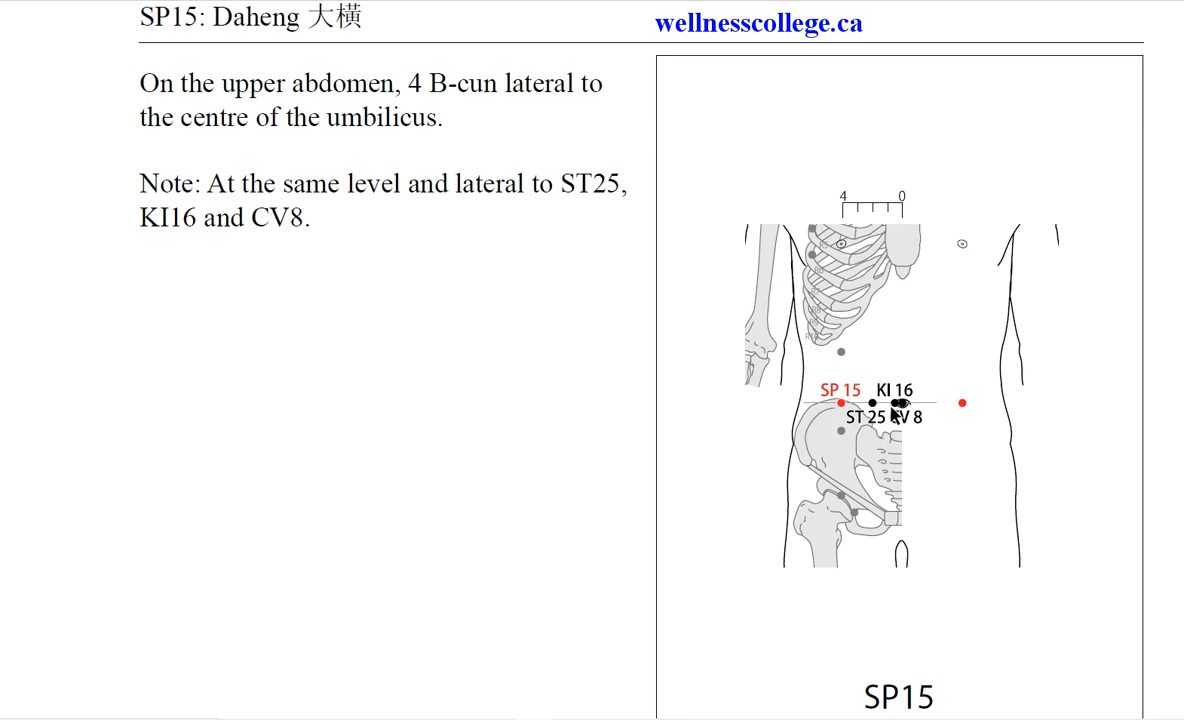 SP15: Daheng 大橫
wellnesscollege.ca
On the upper abdomen, 4 B-cun lateral to
the centre of the umbilicus.
Note: At the same level and lateral to ST25,
KI16 and CV8.
4 0
SP 15 KI 16
ST 25 CV 8
SP15